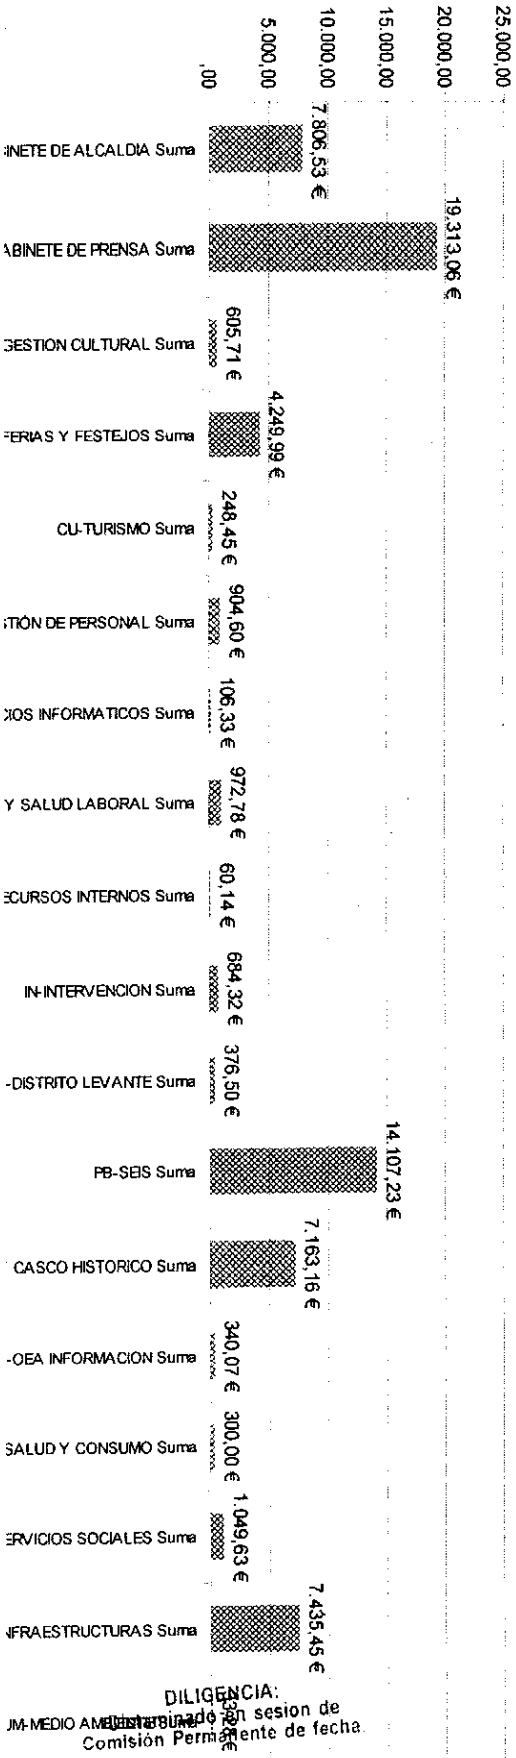 25.000,00
20.000,00
15.000,00
10.000,00
5.000,00
,00
7.806,53 €
19.313,06 €
605,71 €
4.249,99 €
248,45 €
904,60 €
106,33 €
972,78 €
60,14 €
684,32 €
376,50 €
14.107,23 €
7.163,16 €
340,07 €
300,00 €
1.049,63 €
7.435,45 €
INETE DE ALCALDIA Suma
ABINETE DE PRENSA Suma
GESTION CULTURAL Suma
FERIAS Y FESTEJOS Suma
CU-TURISMO Suma
TIÓN DE PERSONAL Suma
IOS INFORMATICOS Suma
Y SALUD LABORAL Suma
ECURSOS INTERNOS Suma
IN-INTERVENCION Suma
-DISTRITO LEVANTE Suma
PB-SEIS Suma
CASCO HISTORICO Suma
-OEA INFORMACION Suma
SALUD Y CONSUMO Suma
ERVICIOS SOCIALES Suma
NFRAESTRUCTURAS Suma
UM-MEDIO AMBIENTE Suma
DILIGENCIA:
Dictaminado en sesion de
Comisión Permanente de fecha